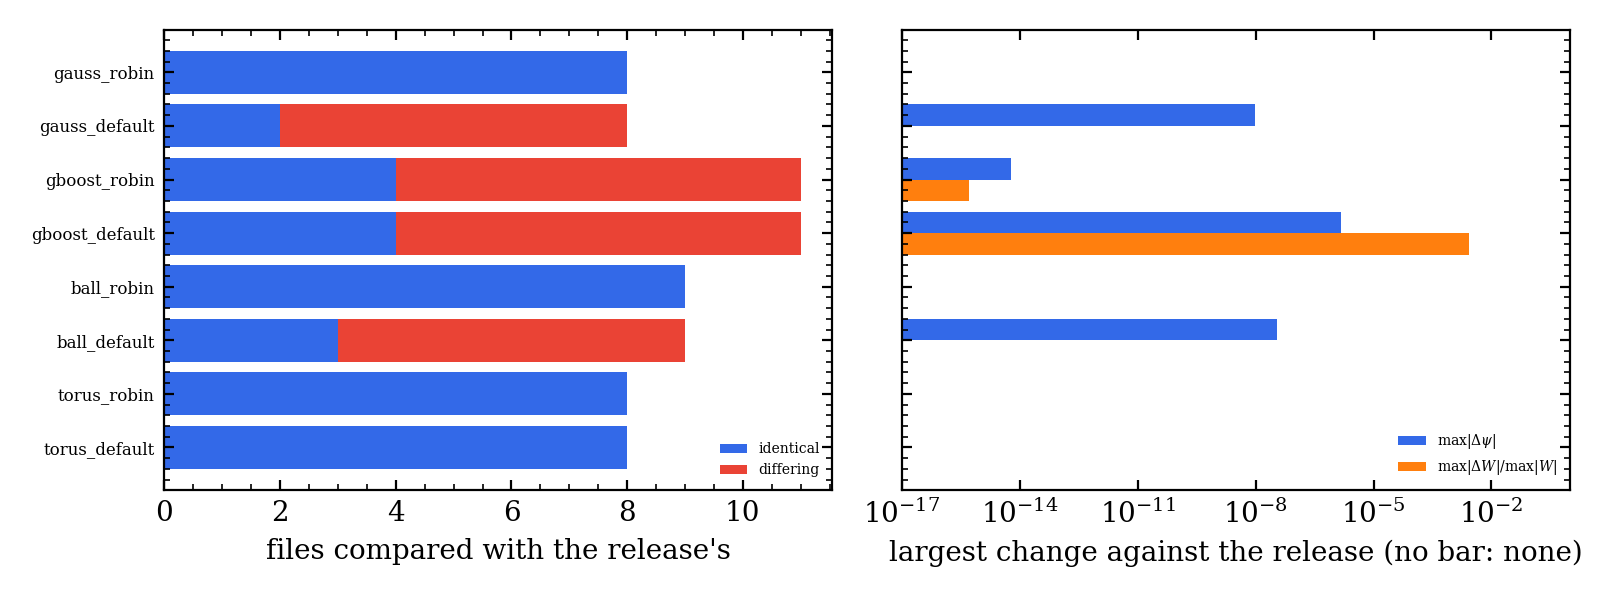 gauss_robin
gauss_default
gboost_robin
gboost_default
ball_robin
ball_default
torus_robin
torus_default
identical
differing
0 2 4 6 8 10
files compared with the release's
max|Δψ|
max|ΔW|/max|W|
10⁻¹⁷ 10⁻¹⁴ 10⁻¹¹ 10⁻⁸ 10⁻⁵ 10⁻²
largest change against the release (no bar: none)